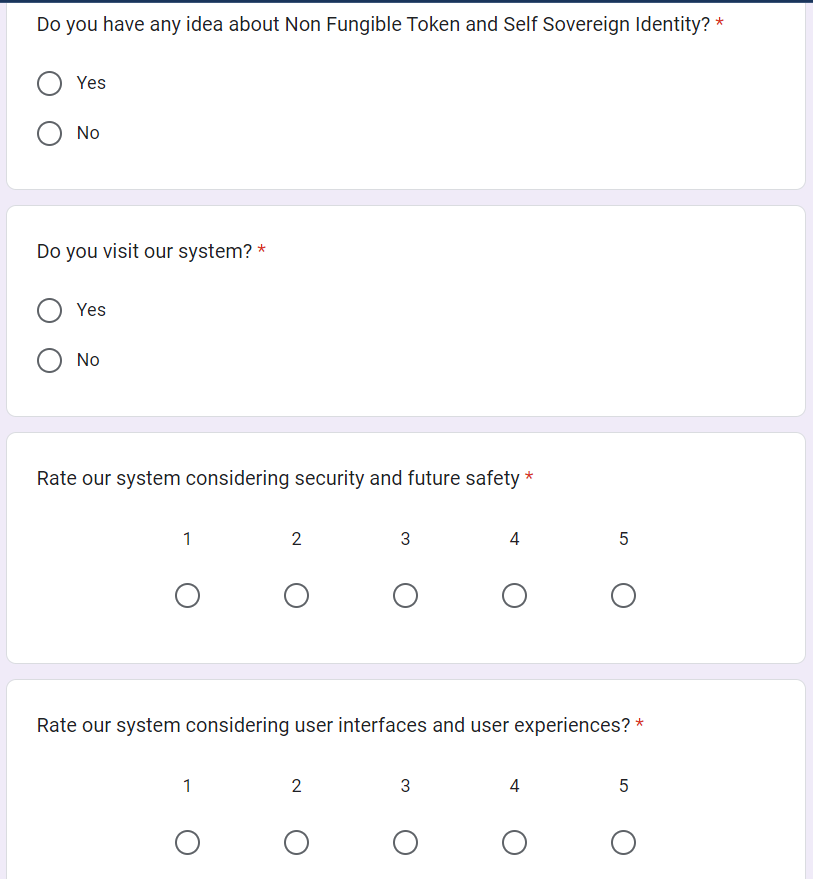 Do you have any idea about Non Fungible Token and Self Sovereign Identity? *
Yes
No
Do you visit our system? *
Yes
No
Rate our system considering security and future safety *
1 2 3 4 5
Rate our system considering user interfaces and user experiences? *
1 2 3 4 5